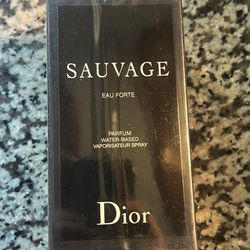 SAUVAGE
EAU FORTE
PARFUM
WATER-BASED
VAPORISATEUR SPRAY
Dior